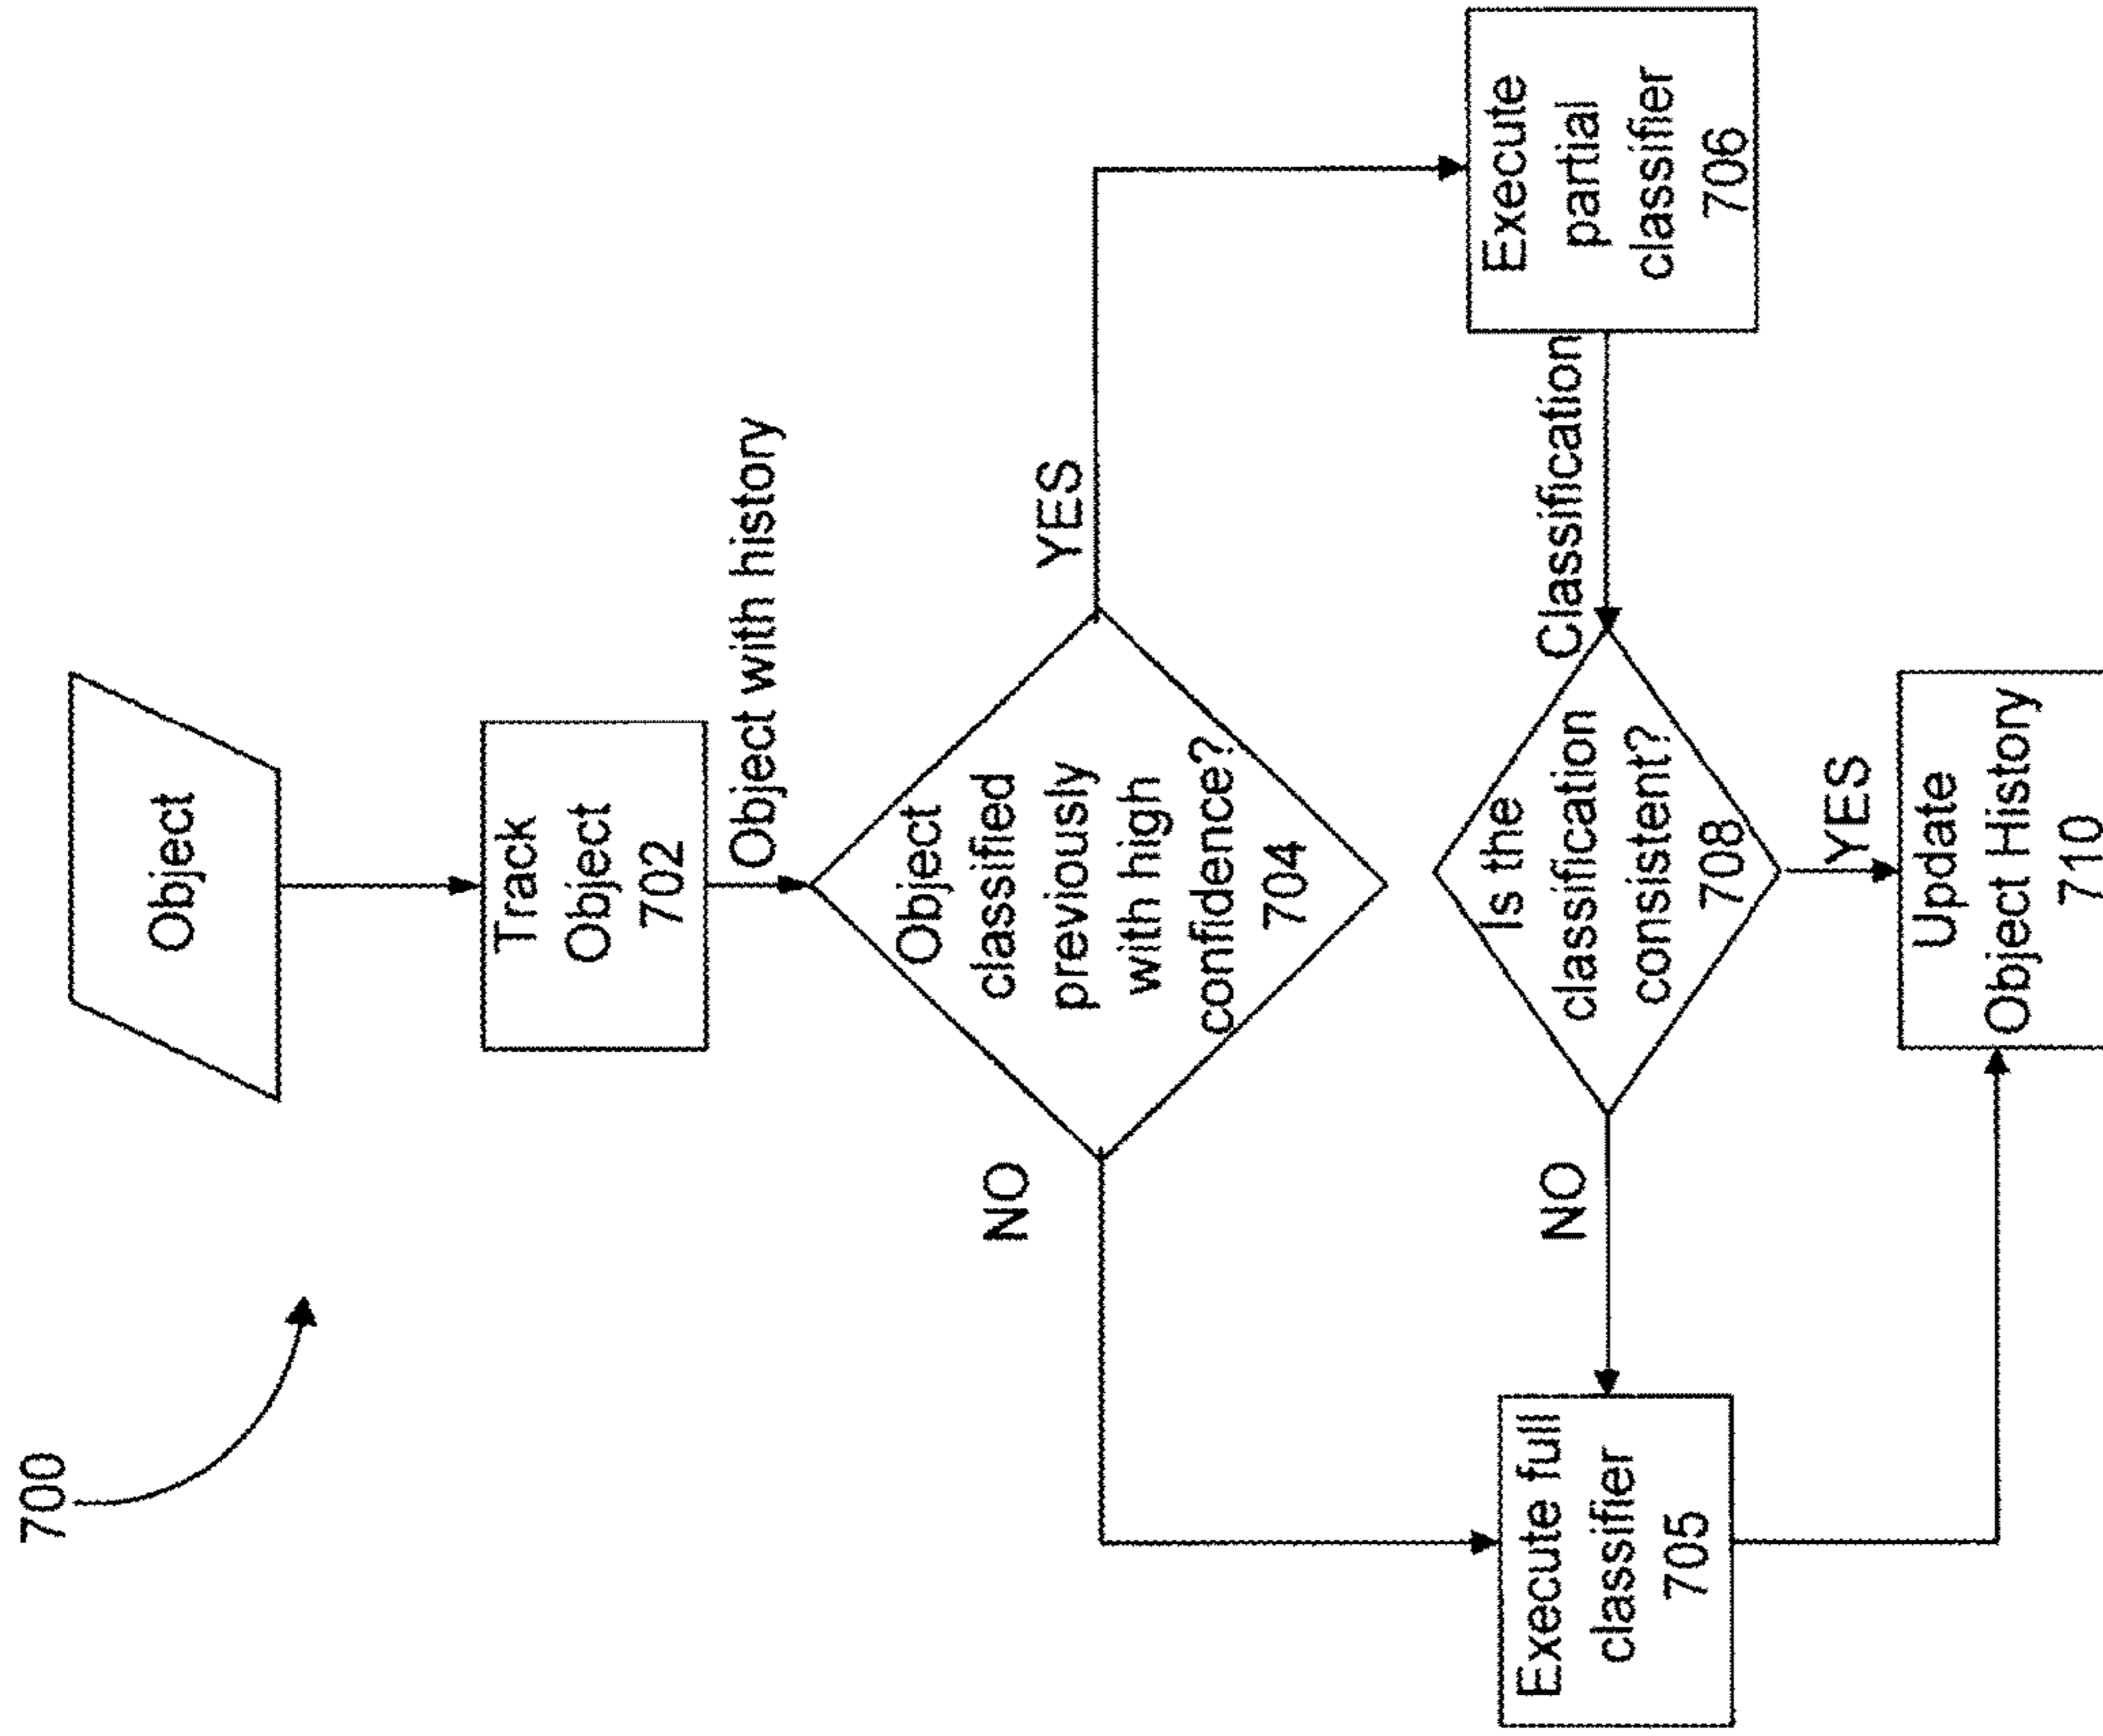 700
Object
Track
Object
702
Object with history
Object
classified
previously
with high
confidence?
704
NO
YES
Execute full
classifier
705
NO
Is the
classification
consistent?
708
Classification
Execute
partial
classifier
706
YES
Update
Object History
710